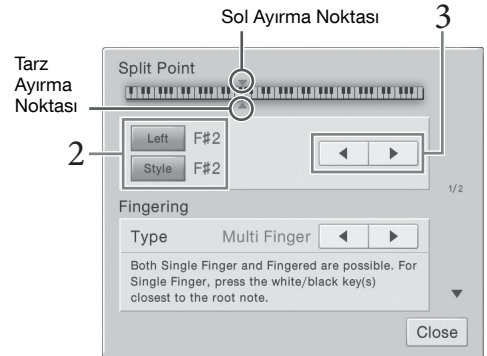 Sol Ayırma Noktası
3
Tarz
Ayırma
Noktası
Split Point
2
Left F♯2
Style F♯2
1/2
Fingering
Type Multi Finger
Both Single Finger and Fingered are possible. For
Single Finger, press the white/black key(s)
closest to the root note.
Close